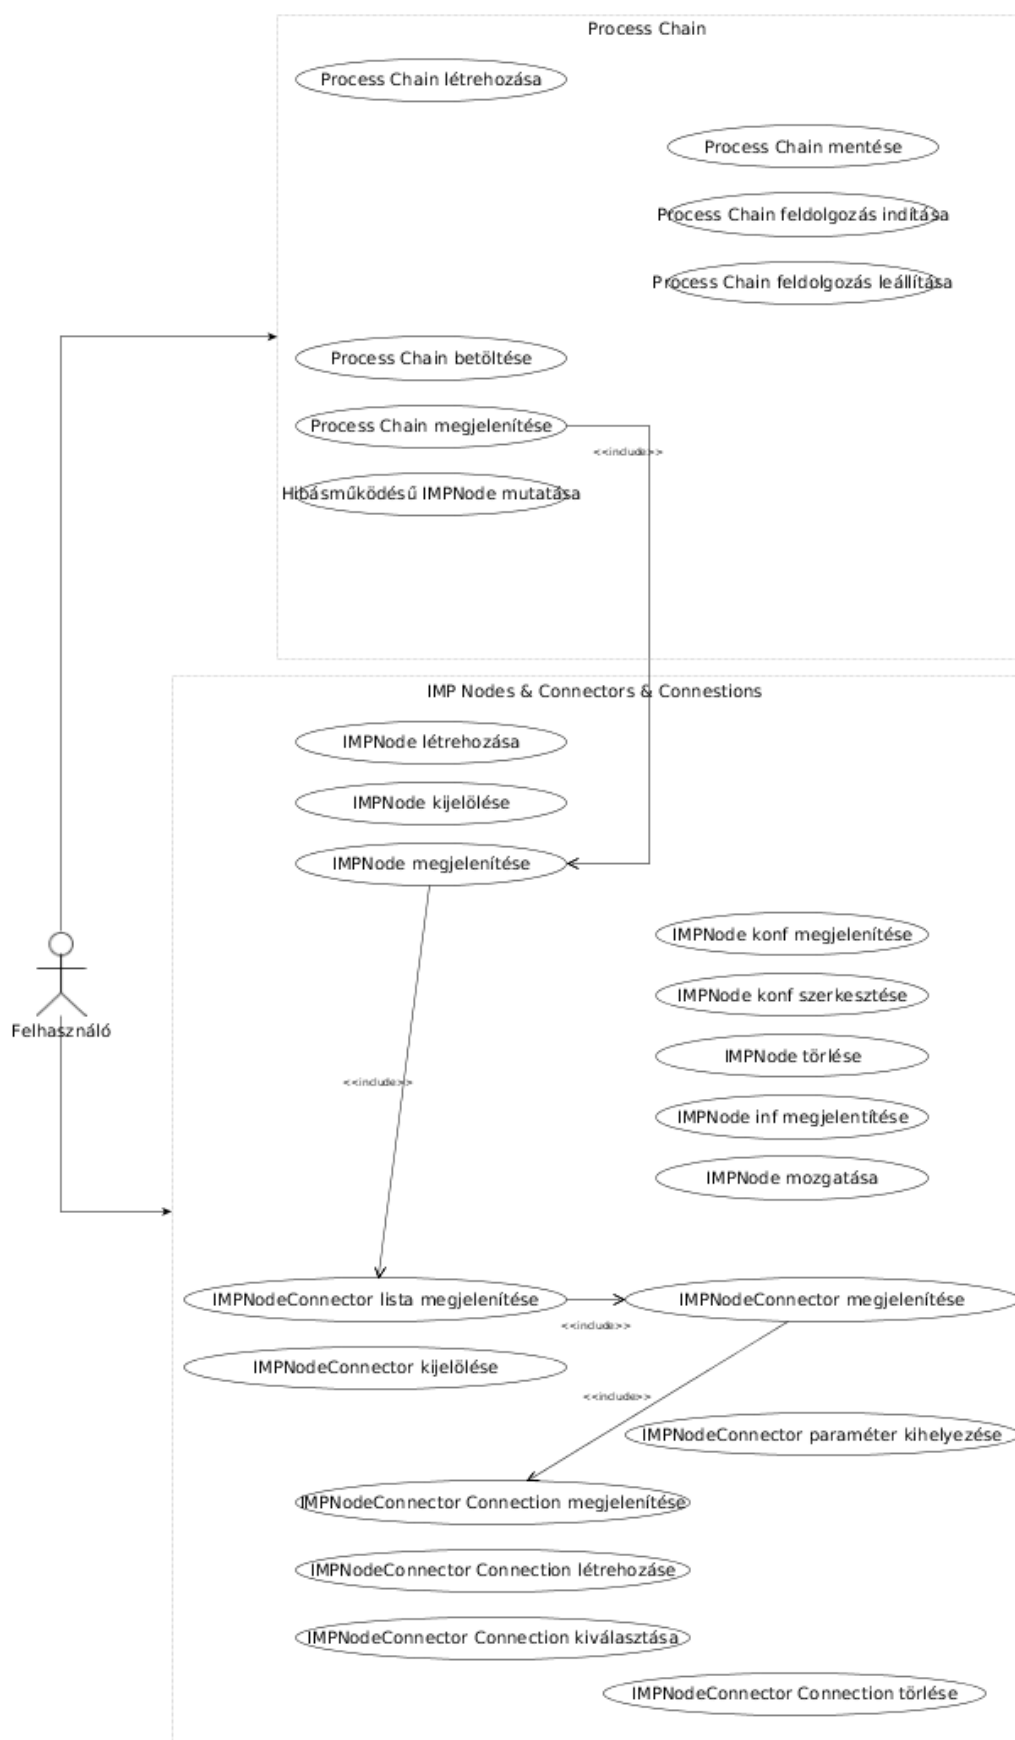 Process Chain
Process Chain létrehozása
Process Chain mentése
Process Chain feldolgozás indítása
Process Chain feldolgozás leállítása
Process Chain betöltése
Process Chain megjelenítése
<<include>>
Hibásműködésű IMPNode mutatása
IMP Nodes & Connectors & Connestions
IMPNode létrehozása
IMPNode kijelölése
IMPNode megjelenítése
IMPNode konf megjelenítése
IMPNode konf szerkesztése
Felhasználó
IMPNode törlése
<<include>>
IMPNode inf megjelentítése
IMPNode mozgatása
IMPNodeConnector lista megjelenítése
IMPNodeConnector megjelenítése
<<include>>
IMPNodeConnector kijelölése
<<include>>
IMPNodeConnector paraméter kihelyezése
IMPNodeConnector Connection megjelenítése
IMPNodeConnector Connection létrehozáse
IMPNodeConnector Connection kiválasztása
IMPNodeConnector Connection törlése